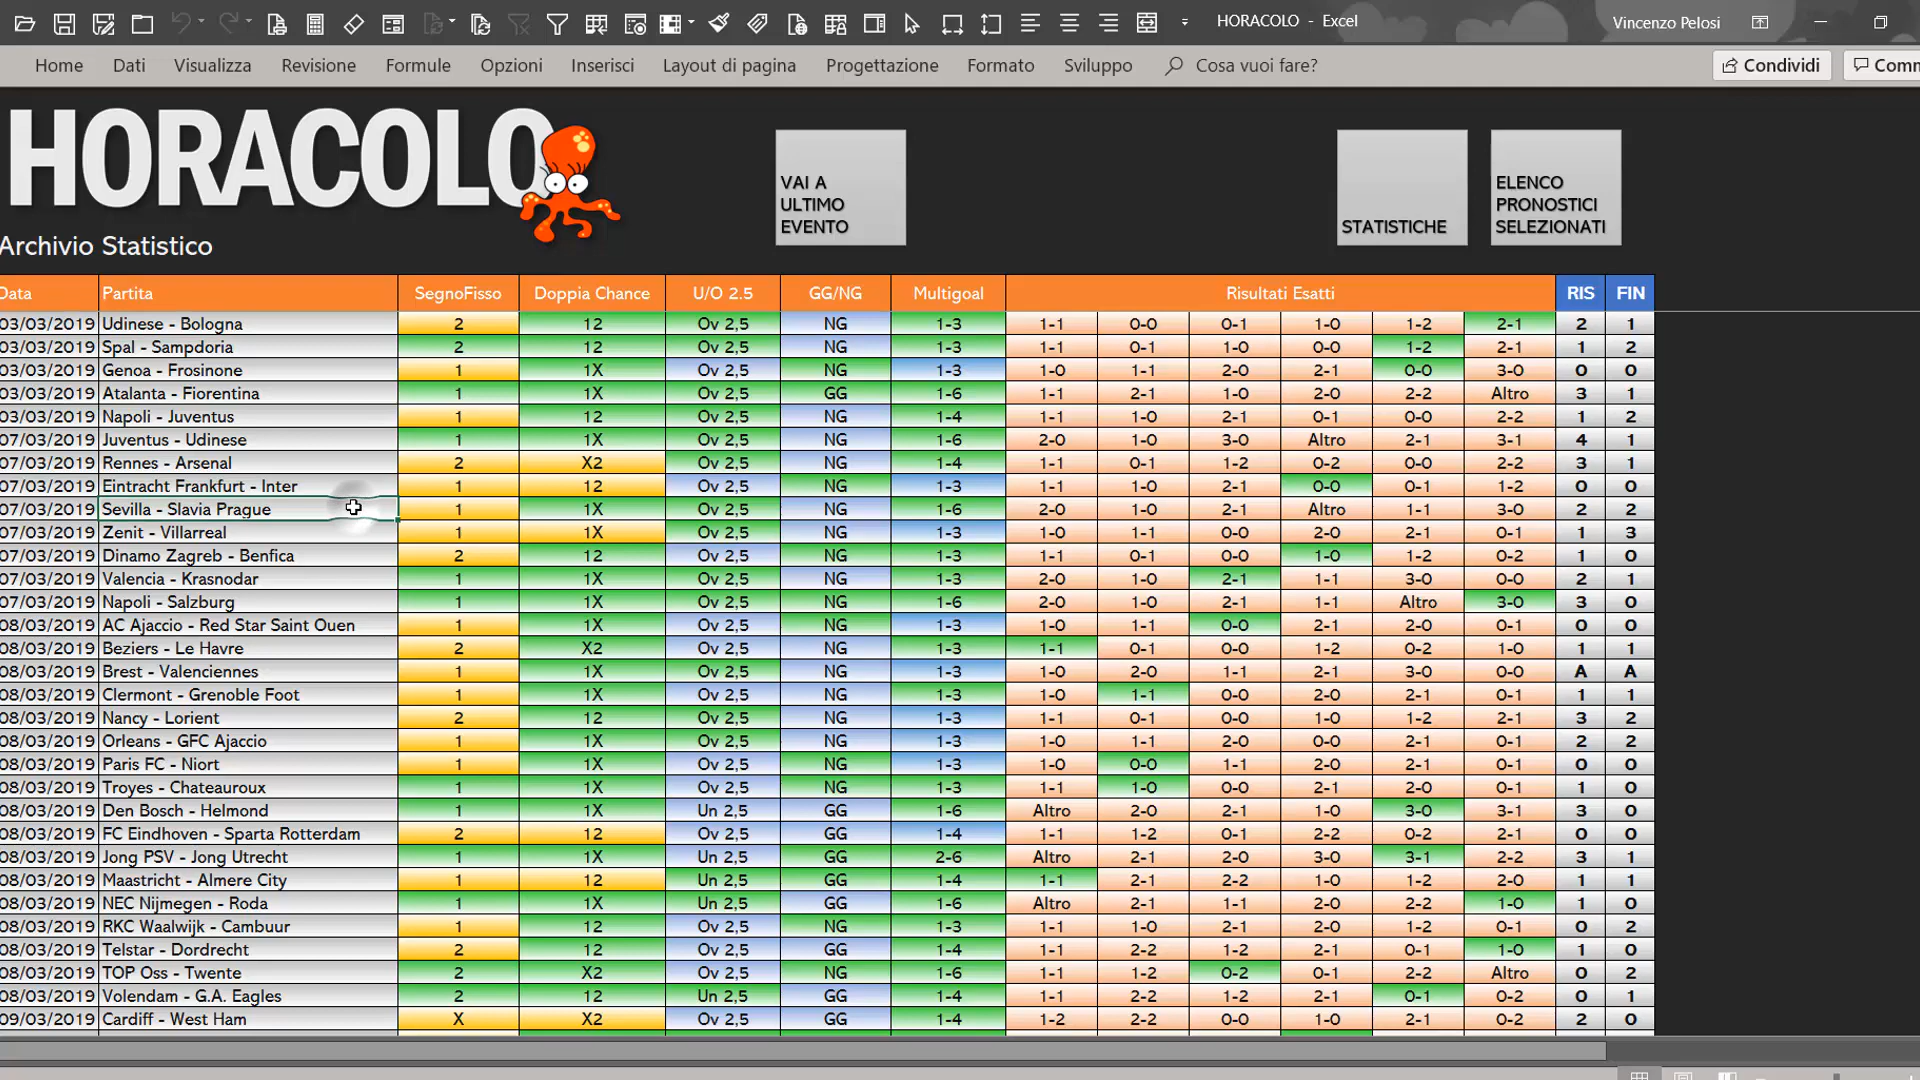 HORACOLO - Excel
Vincenzo Pelosi
Home Dati Visualizza Revisione Formule Opzioni Inserisci Layout di pagina Progettazione Formato Sviluppo Cosa vuoi fare? Condividi Comm
HORACOLO
VAI A
ULTIMO
EVENTO
STATISTICHE
ELENCO
PRONOSTICI
SELEZIONATI
Archivio Statistico
Data Partita SegnoFisso Doppia Chance U/O 2.5 GG/NG Multigoal Risultati Esatti RIS FIN
03/03/2019 Udinese - Bologna 2 12 Ov 2,5 NG 1-3 1-1 0-0 0-1 1-0 1-2 2-1 2 1
03/03/2019 Spal - Sampdoria 2 12 Ov 2,5 NG 1-3 1-1 0-1 1-0 0-0 1-2 2-1 1 2
03/03/2019 Genoa - Frosinone 1 1X Ov 2,5 NG 1-3 1-0 1-1 2-0 2-1 0-0 3-0 0 0
03/03/2019 Atalanta - Fiorentina 1 1X Ov 2,5 GG 1-6 1-1 2-1 1-0 2-0 2-2 Altro 3 1
03/03/2019 Napoli - Juventus 1 12 Ov 2,5 NG 1-4 1-1 1-0 2-1 0-1 0-0 2-2 1 2
07/03/2019 Juventus - Udinese 1 1X Ov 2,5 NG 1-6 2-0 1-0 3-0 Altro 2-1 3-1 4 1
07/03/2019 Rennes - Arsenal 2 X2 Ov 2,5 NG 1-4 1-1 0-1 1-2 0-2 0-0 2-2 3 1
07/03/2019 Eintracht Frankfurt - Inter 1 12 Ov 2,5 NG 1-3 1-1 1-0 2-1 0-0 0-1 1-2 0 0
07/03/2019 Sevilla - Slavia Prague 1 1X Ov 2,5 NG 1-6 2-0 1-0 2-1 Altro 1-1 3-0 2 2
07/03/2019 Zenit - Villarreal 1 1X Ov 2,5 NG 1-3 1-0 1-1 0-0 2-0 2-1 0-1 1 3
07/03/2019 Dinamo Zagreb - Benfica 2 12 Ov 2,5 NG 1-3 1-1 0-1 0-0 1-0 1-2 0-2 1 0
07/03/2019 Valencia - Krasnodar 1 1X Ov 2,5 NG 1-3 2-0 1-0 2-1 1-1 3-0 0-0 2 1
07/03/2019 Napoli - Salzburg 1 1X Ov 2,5 NG 1-6 2-0 1-0 2-1 1-1 Altro 3-0 3 0
08/03/2019 AC Ajaccio - Red Star Saint Ouen 1 1X Ov 2,5 NG 1-3 1-0 1-1 0-0 2-1 2-0 0-1 0 0
08/03/2019 Beziers - Le Havre 2 X2 Ov 2,5 NG 1-3 1-1 0-1 0-0 1-2 0-2 1-0 1 1
08/03/2019 Brest - Valenciennes 1 1X Ov 2,5 NG 1-3 1-0 2-0 1-1 2-1 3-0 0-0 A A
08/03/2019 Clermont - Grenoble Foot 1 1X Ov 2,5 NG 1-3 1-0 1-1 0-0 2-0 2-1 0-1 1 1
08/03/2019 Nancy - Lorient 2 12 Ov 2,5 NG 1-3 1-1 0-1 0-0 1-0 1-2 2-1 3 2
08/03/2019 Orleans - GFC Ajaccio 1 1X Ov 2,5 NG 1-3 1-0 1-1 2-0 0-0 2-1 0-1 2 2
08/03/2019 Paris FC - Niort 1 1X Ov 2,5 NG 1-3 1-0 0-0 1-1 2-0 2-1 0-1 0 0
08/03/2019 Troyes - Chateauroux 1 1X Ov 2,5 NG 1-3 1-1 1-0 0-0 2-1 2-0 0-1 1 0
08/03/2019 Den Bosch - Helmond 1 1X Un 2,5 GG 1-6 Altro 2-0 2-1 1-0 3-0 3-1 3 0
08/03/2019 FC Eindhoven - Sparta Rotterdam 2 12 Ov 2,5 GG 1-4 1-1 1-2 0-1 2-2 0-2 2-1 0 0
08/03/2019 Jong PSV - Jong Utrecht 1 1X Un 2,5 GG 2-6 Altro 2-1 2-0 3-0 3-1 2-2 3 1
08/03/2019 Maastricht - Almere City 1 12 Un 2,5 GG 1-4 1-1 2-1 2-2 1-0 1-2 2-0 1 1
08/03/2019 NEC Nijmegen - Roda 1 1X Un 2,5 GG 1-6 Altro 2-1 1-1 2-0 2-2 1-0 1 0
08/03/2019 RKC Waalwijk - Cambuur 1 12 Ov 2,5 NG 1-3 1-1 1-0 2-1 2-0 1-2 0-1 0 2
08/03/2019 Telstar - Dordrecht 2 12 Ov 2,5 GG 1-4 1-1 2-2 1-2 2-1 0-1 1-0 1 0
08/03/2019 TOP Oss - Twente 2 X2 Ov 2,5 NG 1-6 1-1 1-2 0-2 0-1 2-2 Altro 0 2
08/03/2019 Volendam - G.A. Eagles 2 12 Un 2,5 GG 1-4 1-1 2-2 1-2 2-1 0-1 0-2 0 1
09/03/2019 Cardiff - West Ham X X2 Ov 2,5 GG 1-4 1-2 2-2 0-0 1-0 2-1 0-2 2 0